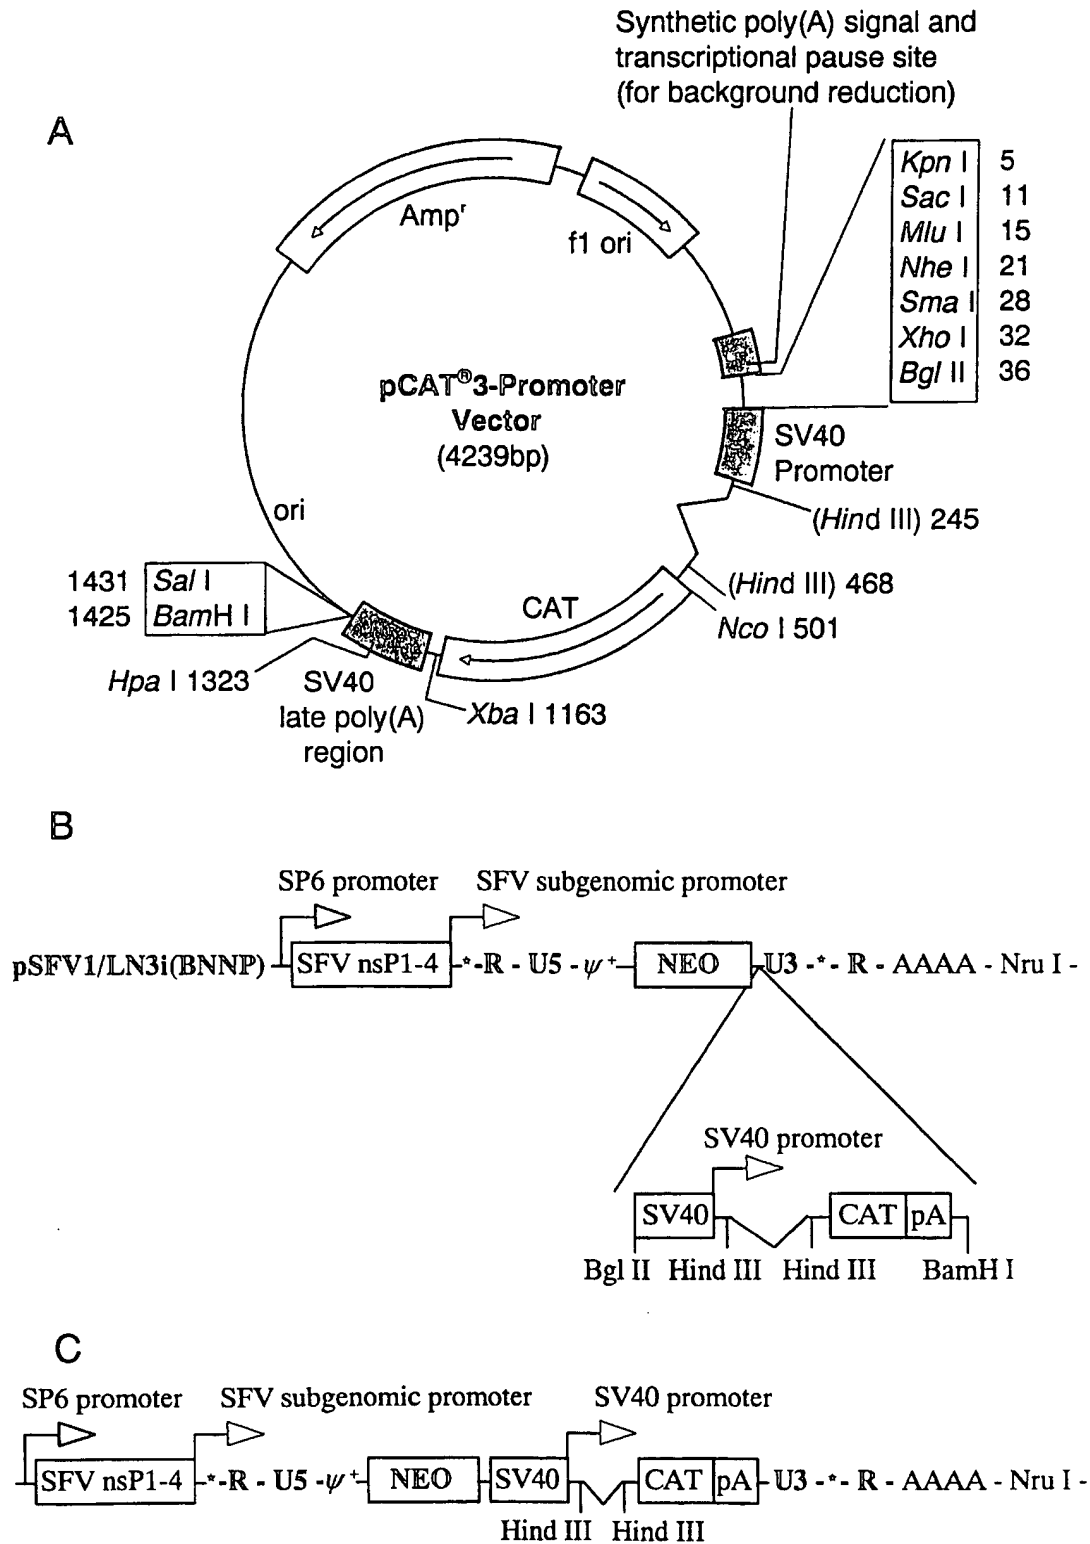 Synthetic poly(A) signal and
transcriptional pause site
(for background reduction)
A
Kpn I 5
Sac I 11
Mlu I 15
Nhe I 21
Sma I 28
Xho I 32
Bgl II 36
Ampʳ
f1 ori
pCAT®3-Promoter
Vector
(4239bp)
SV40
Promoter
(Hind III) 245
ori
(Hind III) 468
Nco I 501
CAT
1431 Sal I
1425 BamH I
Hpa I 1323
SV40
late poly(A)
region
Xba I 1163
B
SP6 promoter SFV subgenomic promoter
pSFV1/LN3i(BNNP) SFV nsP1-4 -*-R - U5 -ψ⁺ NEO U3 -*- R - AAAA - Nru I -
SV40 promoter
SV40 CAT pA
Bgl II Hind III Hind III BamH I
C
SP6 promoter SFV subgenomic promoter SV40 promoter
SFV nsP1-4 -*-R - U5 -ψ⁺ NEO SV40 CAT pA U3 -*- R - AAAA - Nru I -
Hind III Hind III